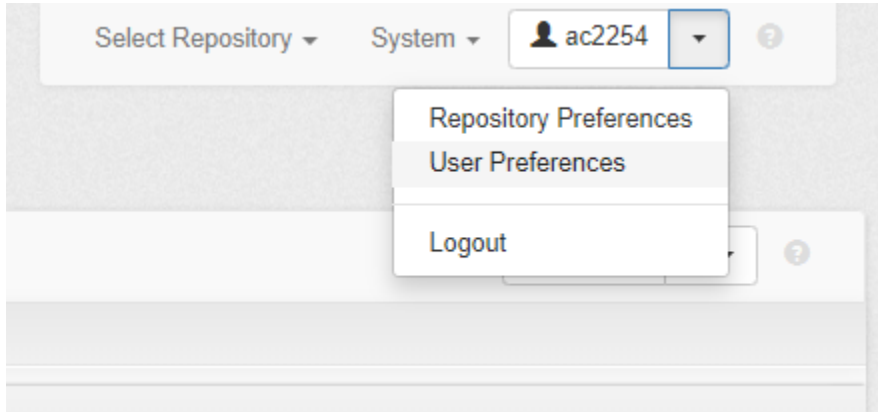 Select Repository System ac2254 ?
Repository Preferences
User Preferences
Logout
?